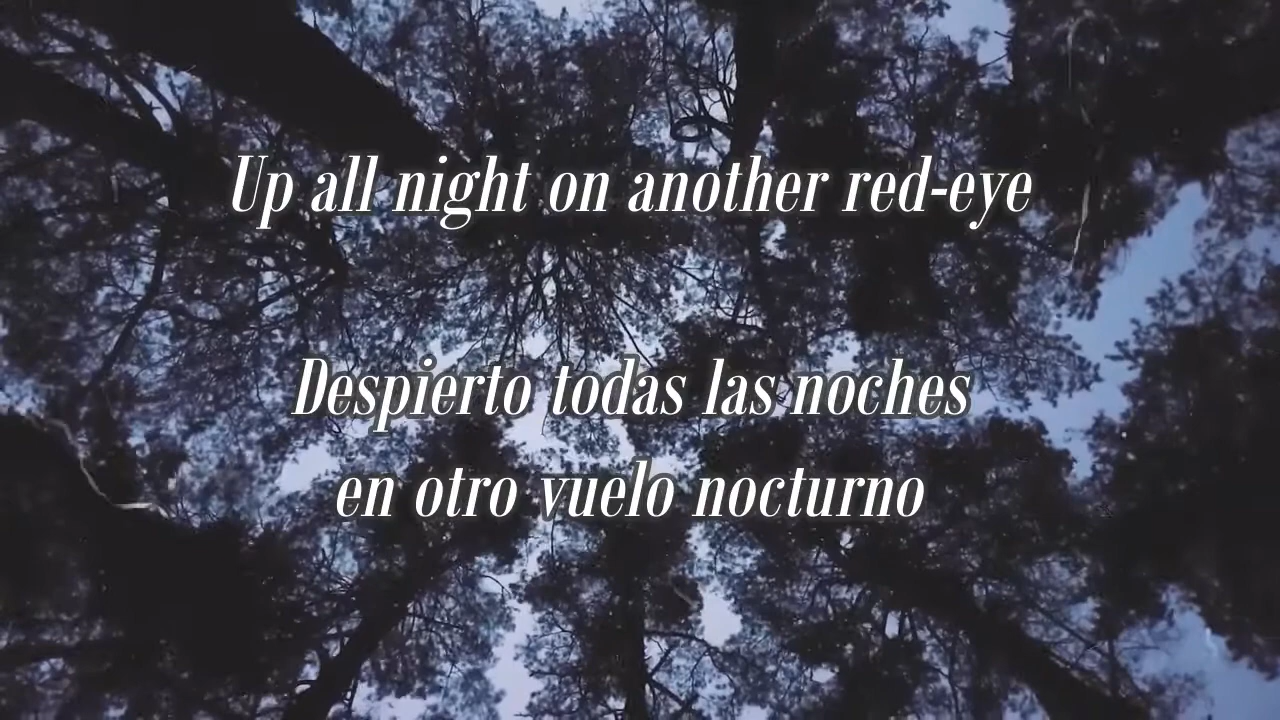 Up all night on another red-eye
Despierto todas las noches
en otro vuelo nocturno